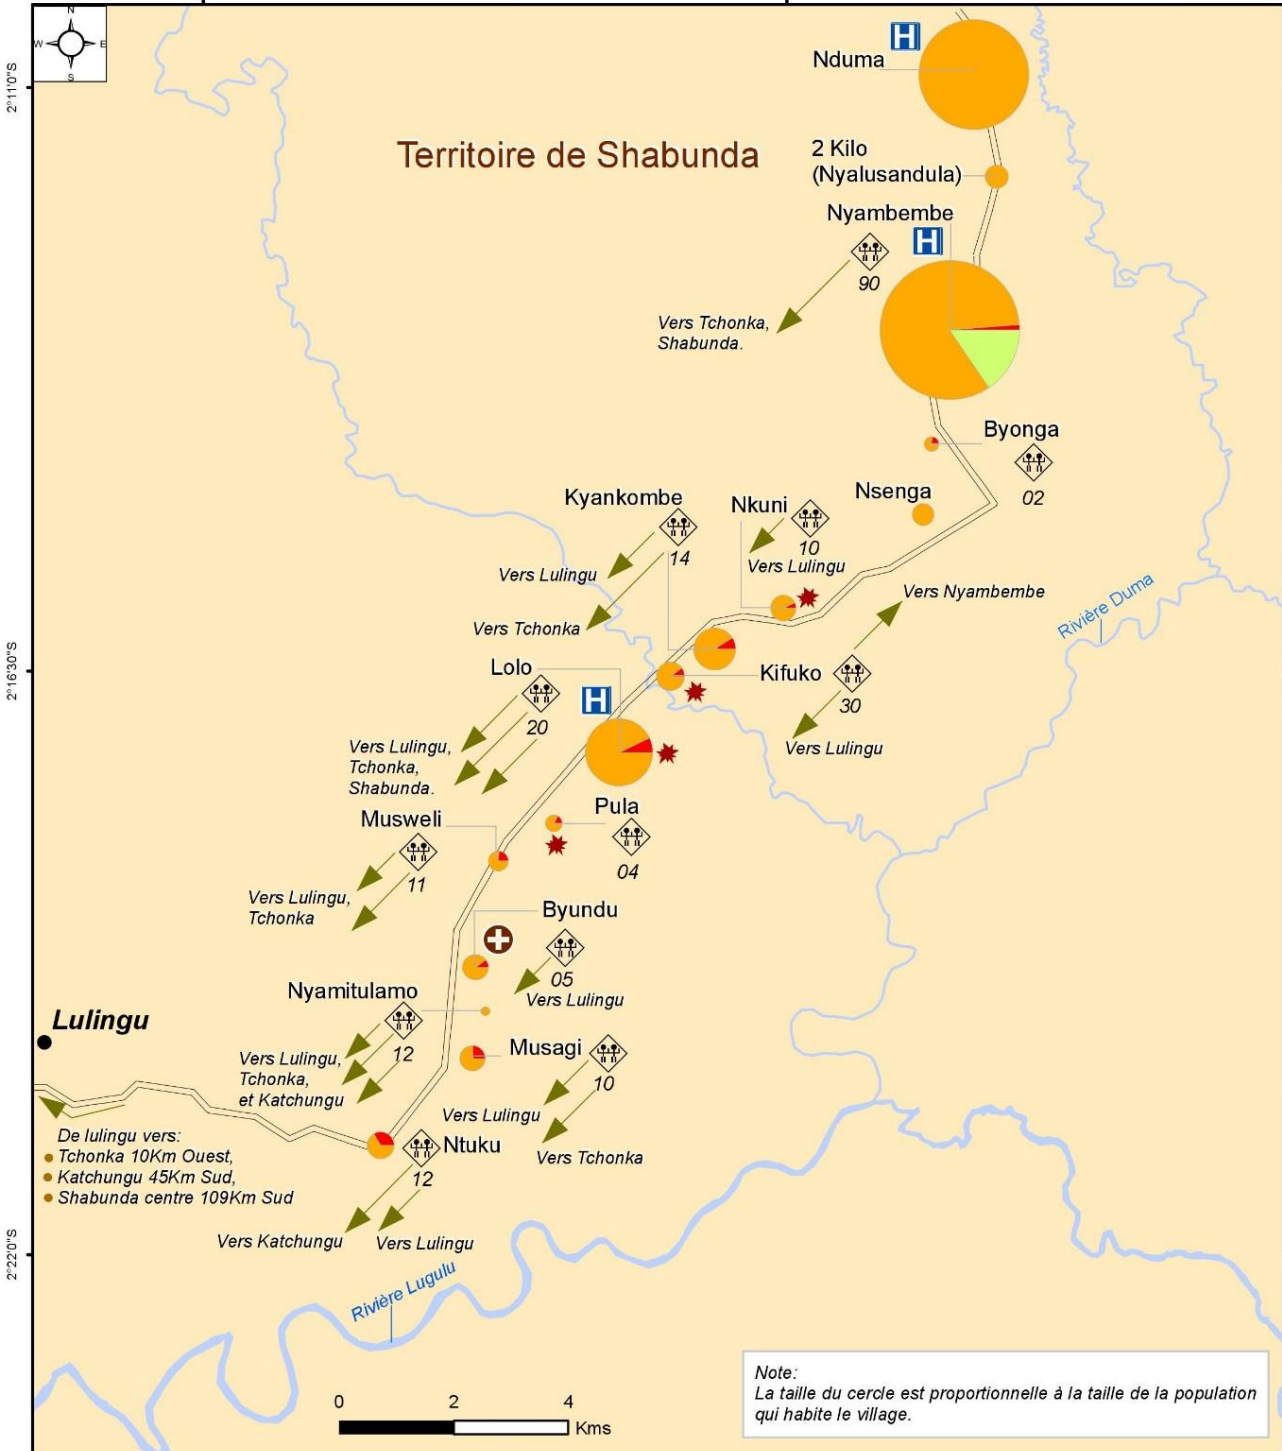 N
W E
S
2°11'0"S
2°16'30"S
2°22'0"S
H
Nduma
Territoire de Shabunda
2 Kilo
(Nyalusandula)
Nyambembe
H
90
Vers Tchonka,
Shabunda.
Byonga
02
Nsenga
Kyankombe
14
Vers Lulingu
Vers Tchonka
Nkuni
10
Vers Lulingu
Vers Nyambembe
Rivière Duma
Kifuko
30
Vers Lulingu
Lolo
H
20
Vers Lulingu,
Tchonka,
Shabunda.
Pula
04
Musweli
11
Vers Lulingu,
Tchonka
Byundu
05
Vers Lulingu
Nyamitulamo
12
Vers Lulingu,
Tchonka,
et Katchungu
Lulingu
Musagi
10
Vers Lulingu
Vers Tchonka
De lulingu vers:
Tchonka 10Km Ouest,
Katchungu 45Km Sud,
Shabunda centre 109Km Sud
Ntuku
12
Vers Katchungu
Vers Lulingu
Rivière Lugulu
0 2 4
Kms
Note:
La taille du cercle est proportionnelle à la taille de la population
qui habite le village.